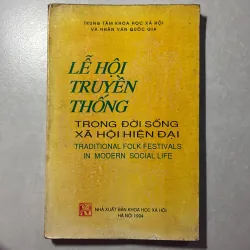 TRUNG TÂM KHOA HỌC XÃ HỘI
VÀ NHÂN VĂN QUỐC GIA
LỄ HỘI
TRUYỀN
THỐNG
TRONG ĐỜI SỐNG
XÃ HỘI HIỆN ĐẠI
TRADITIONAL FOLK FESTIVALS
IN MODERN SOCIAL LIFE
NHÀ XUẤT BẢN KHOA HỌC XÃ HỘI
HÀ NỘI 1994